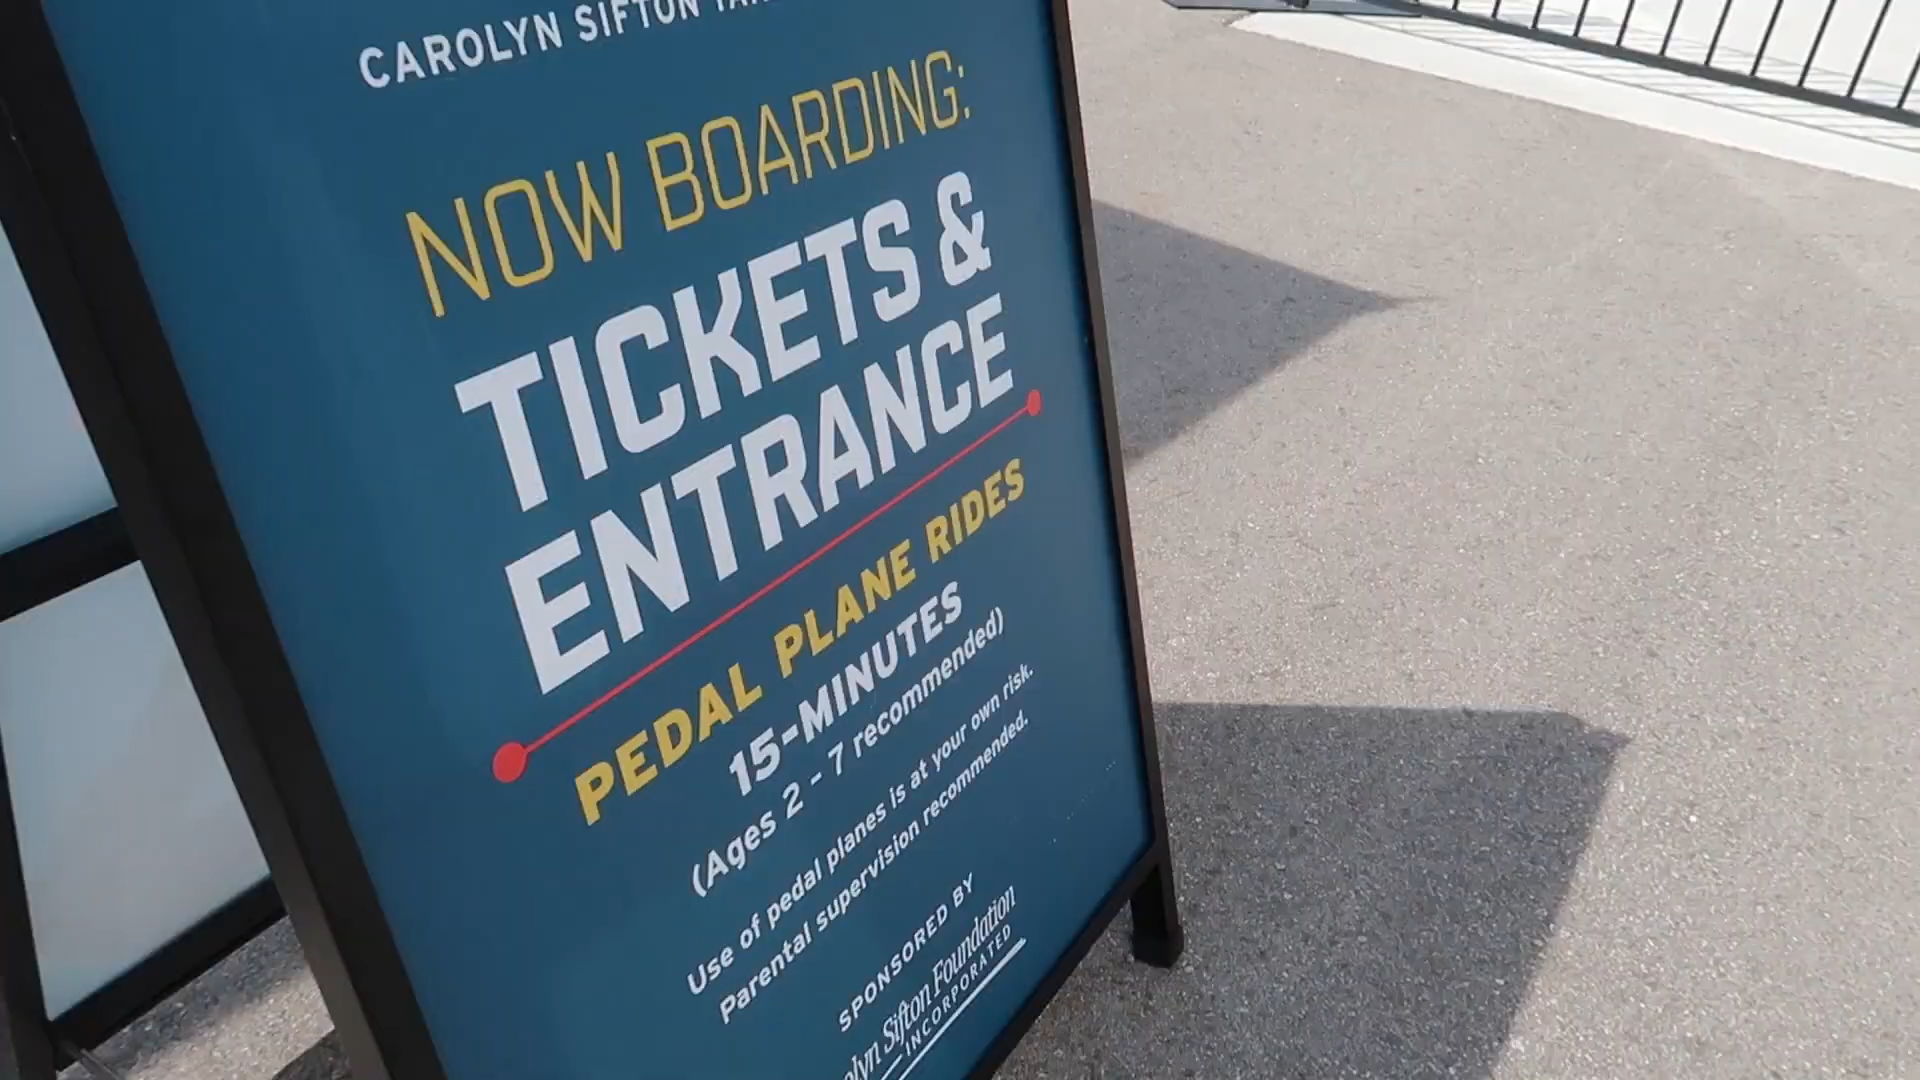 CAROLYN SIFTON
NOW BOARDING:
TICKETS &
ENTRANCE
PEDAL PLANE RIDES
15-MINUTES
(Ages 2 - 7 recommended)
Use of pedal planes is at your own risk.
Parental supervision recommended.
SPONSORED BY
Sifton Foundation
INCORPORATED